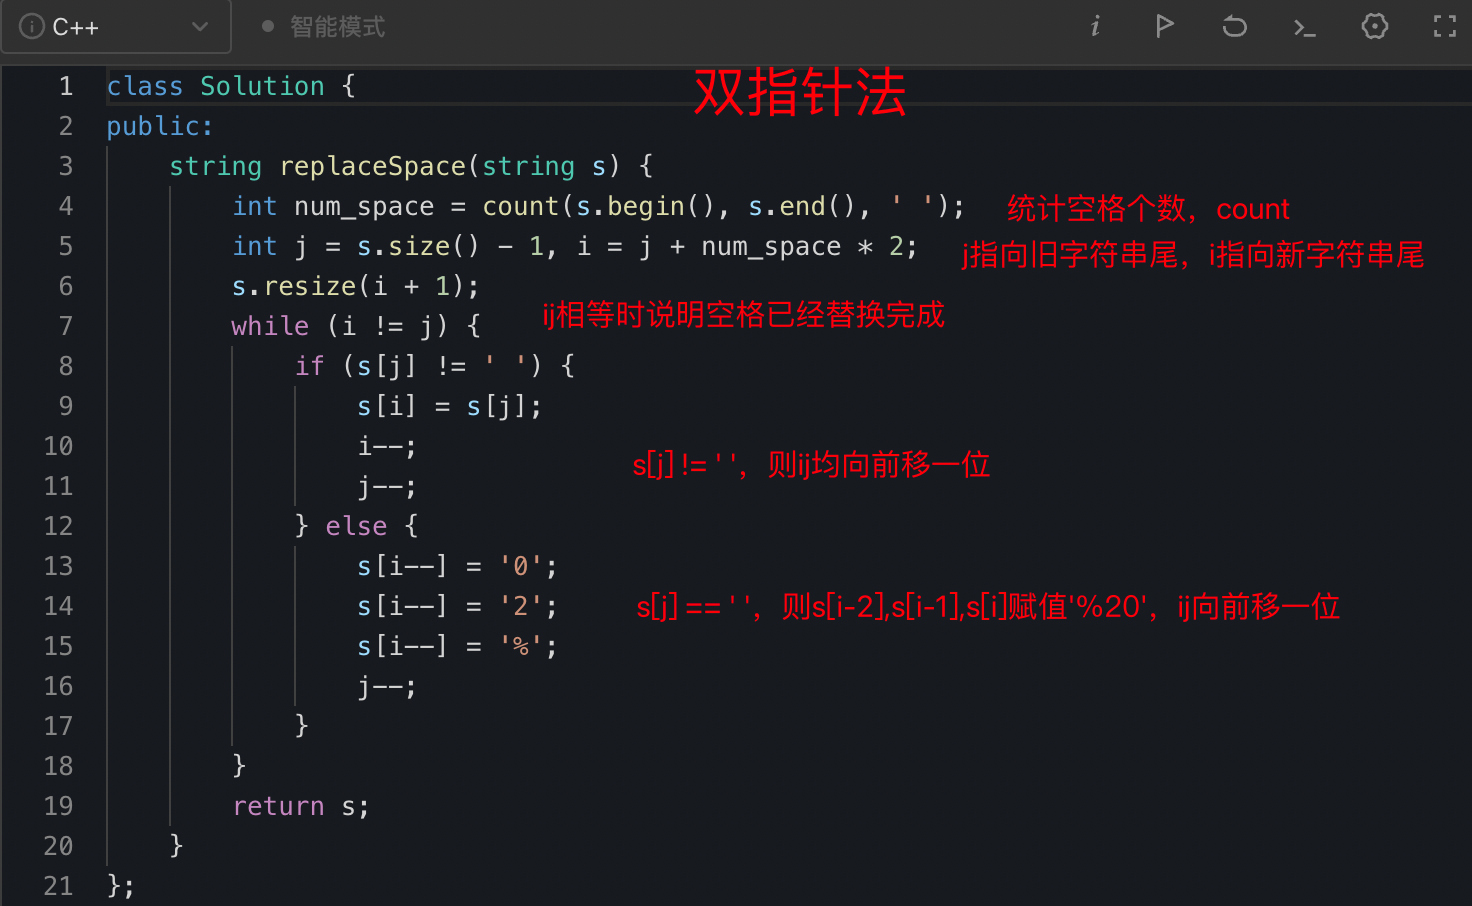 C++ 智能模式
双指针法
1 class Solution {
2 public:
3 string replaceSpace(string s) {
4 int num_space = count(s.begin(), s.end(), ' '); 统计空格个数，count
5 int j = s.size() - 1, i = j + num_space * 2; j指向旧字符串尾，i指向新字符串尾
6 s.resize(i + 1);
7 while (i != j) { ij相等时说明空格已经替换完成
8 if (s[j] != ' ') {
9 s[i] = s[j];
10 i--;
s[j] != ' '，则ij均向前移一位
11 j--;
12 } else {
13 s[i--] = '0';
14 s[i--] = '2'; s[j] == ' '，则s[i-2],s[i-1],s[i]赋值'%20'，ij向前移一位
15 s[i--] = '%';
16 j--;
17 }
18 }
19 return s;
20 }
21 };